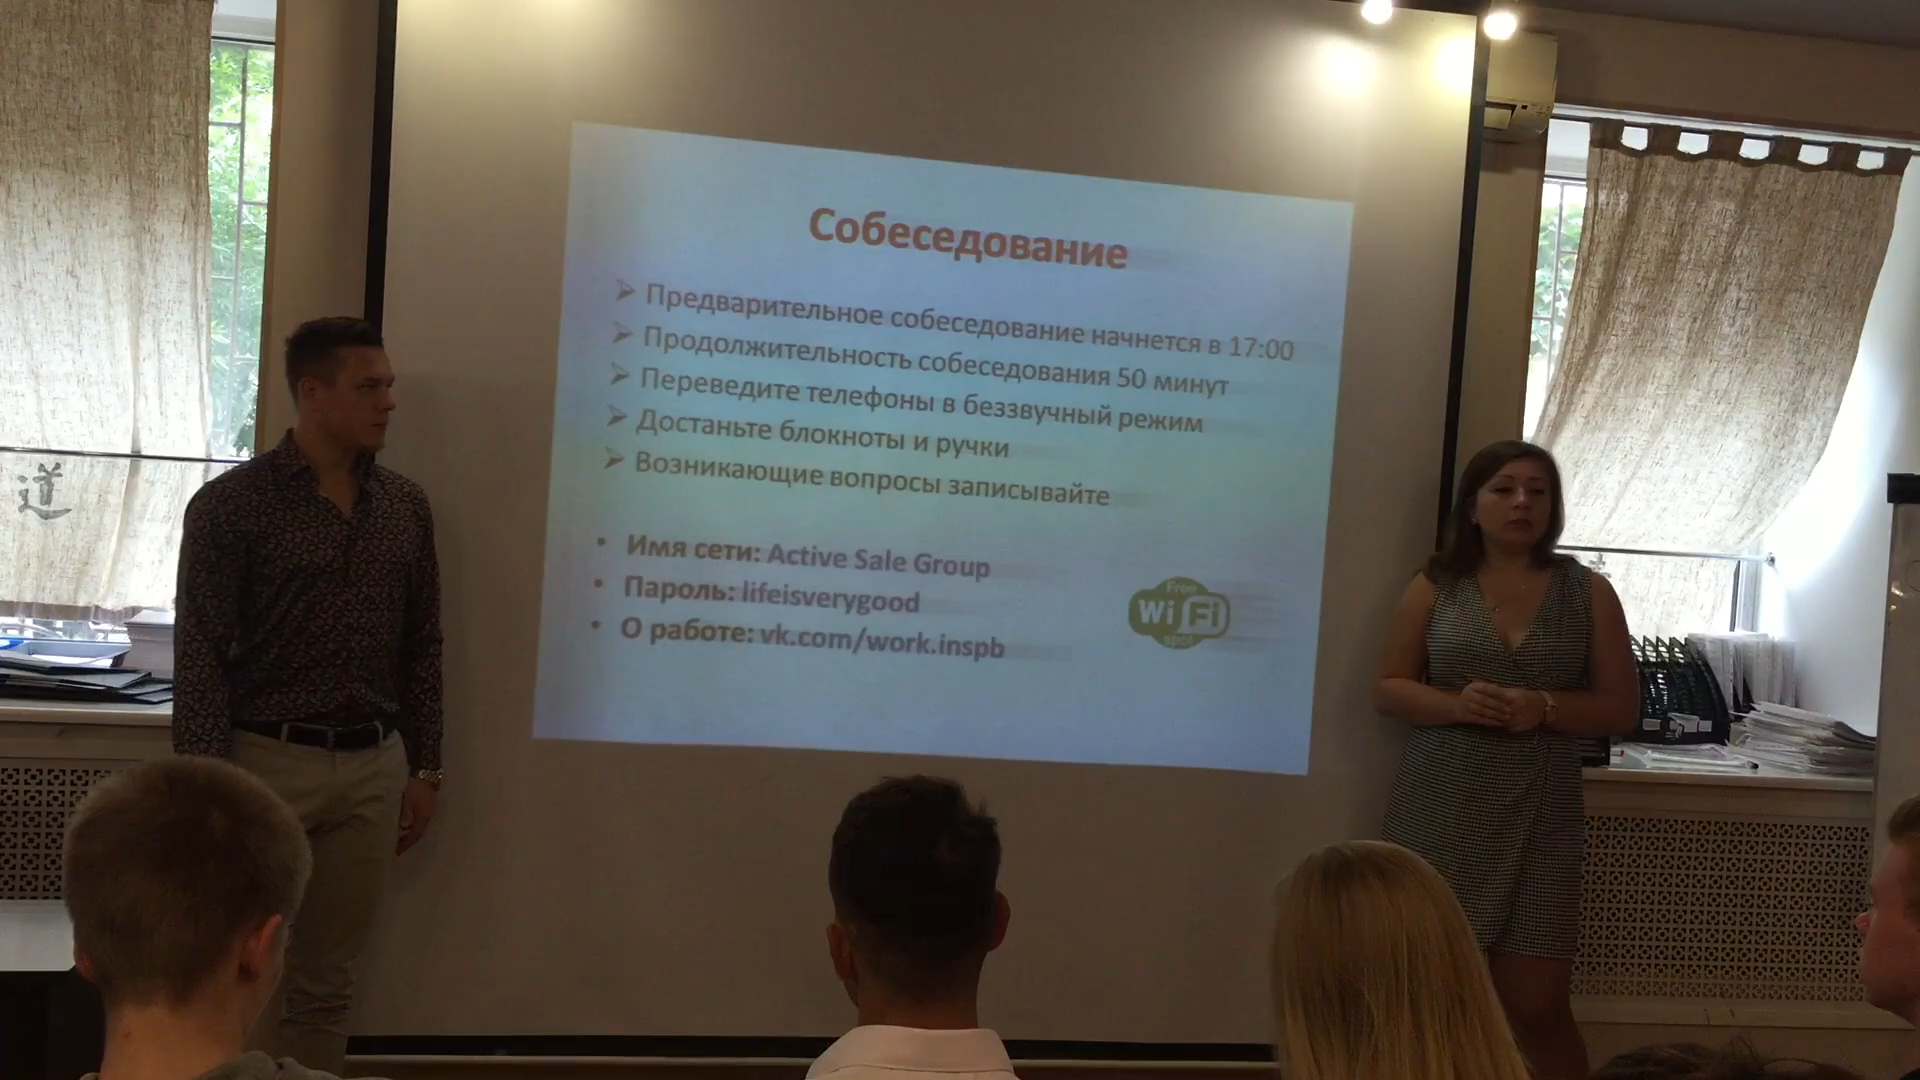 Собеседование
➢ Предварительное собеседование начнется в 17:00
➢ Продолжительность собеседования 50 минут
➢ Переведите телефоны в беззвучный режим
➢ Достаньте блокноты и ручки
➢ Возникающие вопросы записывайте
• Имя сети: Active Sale Group
• Пароль: lifeisverygood
• О работе: vk.com/work.inspb
Free
Wi Fi
spot
道